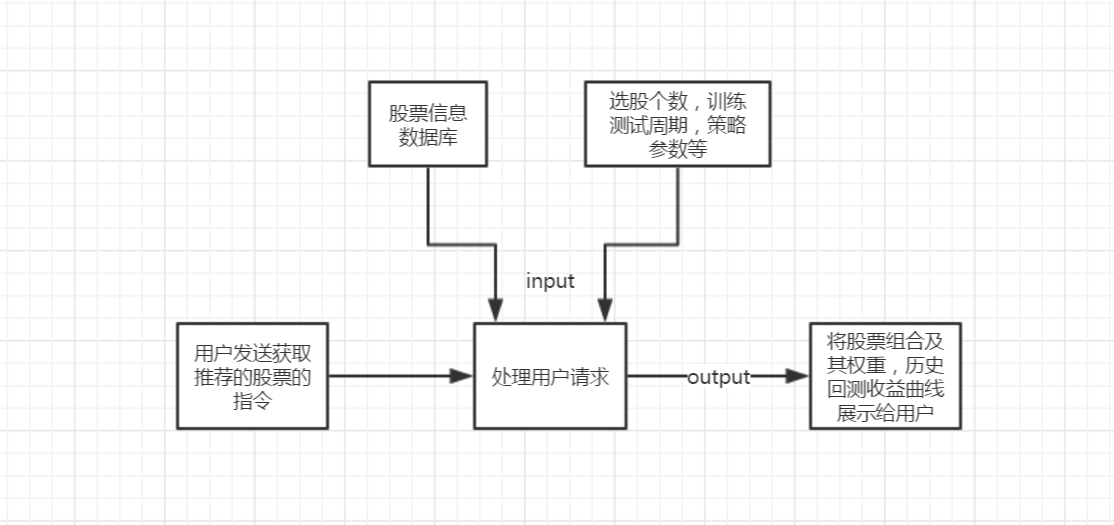 股票信息
数据库
选股个数，训练
测试周期，策略
参数等
input
用户发送获取
推荐的股票的
指令
处理用户请求
output
将股票组合及
其权重，历史
回测收益曲线
展示给用户